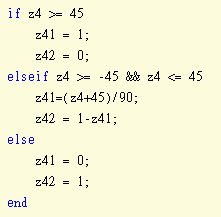 if z4 >= 45
    z41 = 1;
    z42 = 0;
elseif z4 >= -45 && z4 <= 45
    z41=(z4+45)/90;
    z42 = 1-z41;
else
    z41 = 0;
    z42 = 1;
end